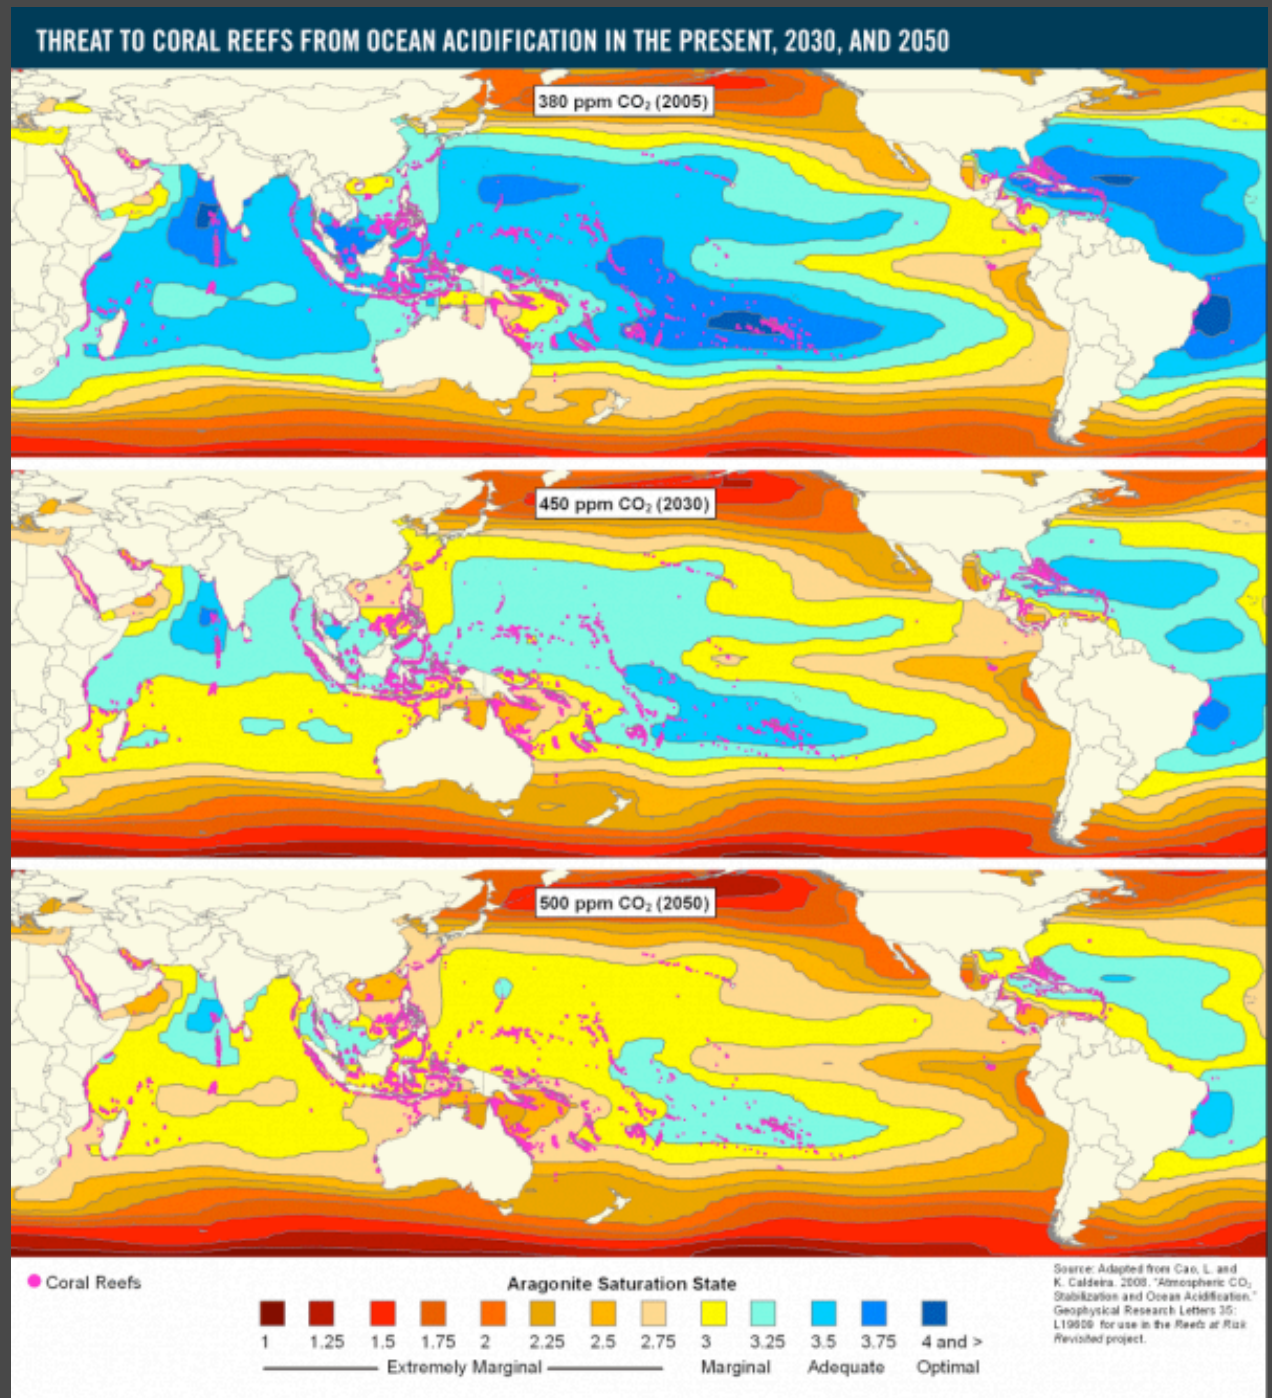 THREAT TO CORAL REEFS FROM OCEAN ACIDIFICATION IN THE PRESENT, 2030, AND 2050
380 ppm CO₂ (2005)
450 ppm CO₂ (2030)
500 ppm CO₂ (2050)
Coral Reefs
Aragonite Saturation State
1 1.25 1.5 1.75 2 2.25 2.5 2.75 3 3.25 3.5 3.75 4 and >
Extremely Marginal Marginal Adequate Optimal
Source: Adapted from Cao, L. and
K. Caldeira. 2008. "Atmospheric CO₂
Stabilization and Ocean Acidification."
Geophysical Research Letters 35:
L19609 for use in the Reefs at Risk
Revisited project.